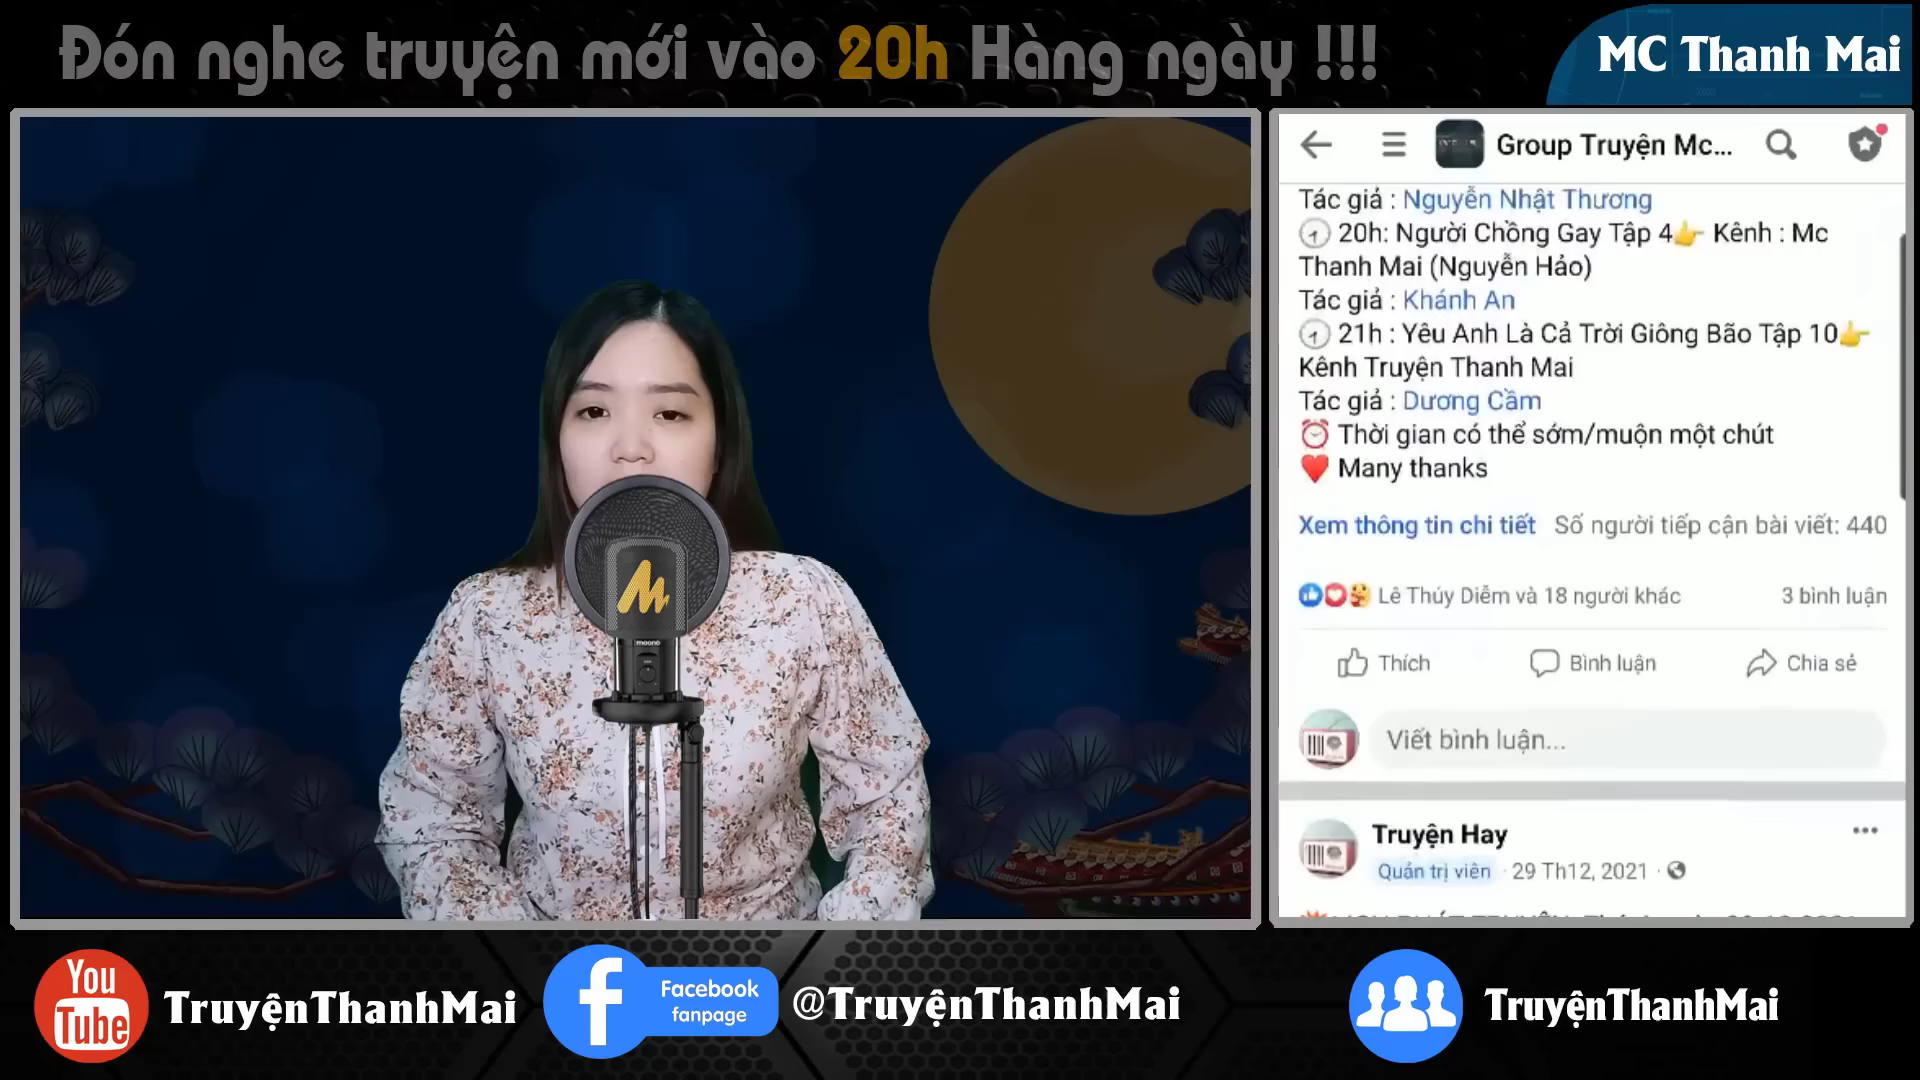 Đón nghe truyện mới vào 20h Hàng ngày !!!
MC Thanh Mai
Group Truyện Mc...
Tác giả : Nguyễn Nhật Thương
20h: Người Chồng Gay Tập 4👉 Kênh : Mc
Thanh Mai (Nguyễn Hảo)
Tác giả : Khánh An
21h : Yêu Anh Là Cả Trời Giông Bão Tập 10👉
Kênh Truyện Thanh Mai
Tác giả : Dương Cầm
⏰ Thời gian có thể sớm/muộn một chút
❤️ Many thanks
Xem thông tin chi tiết Số người tiếp cận bài viết: 440
Lê Thúy Diễm và 18 người khác 3 bình luận
Thích Bình luận Chia sẻ
Viết bình luận...
Truyện Hay
Quản trị viên · 29 Th12, 2021 ·
M
maono
You
Tube
TruyệnThanhMai
Facebook
fanpage
@TruyệnThanhMai
TruyệnThanhMai